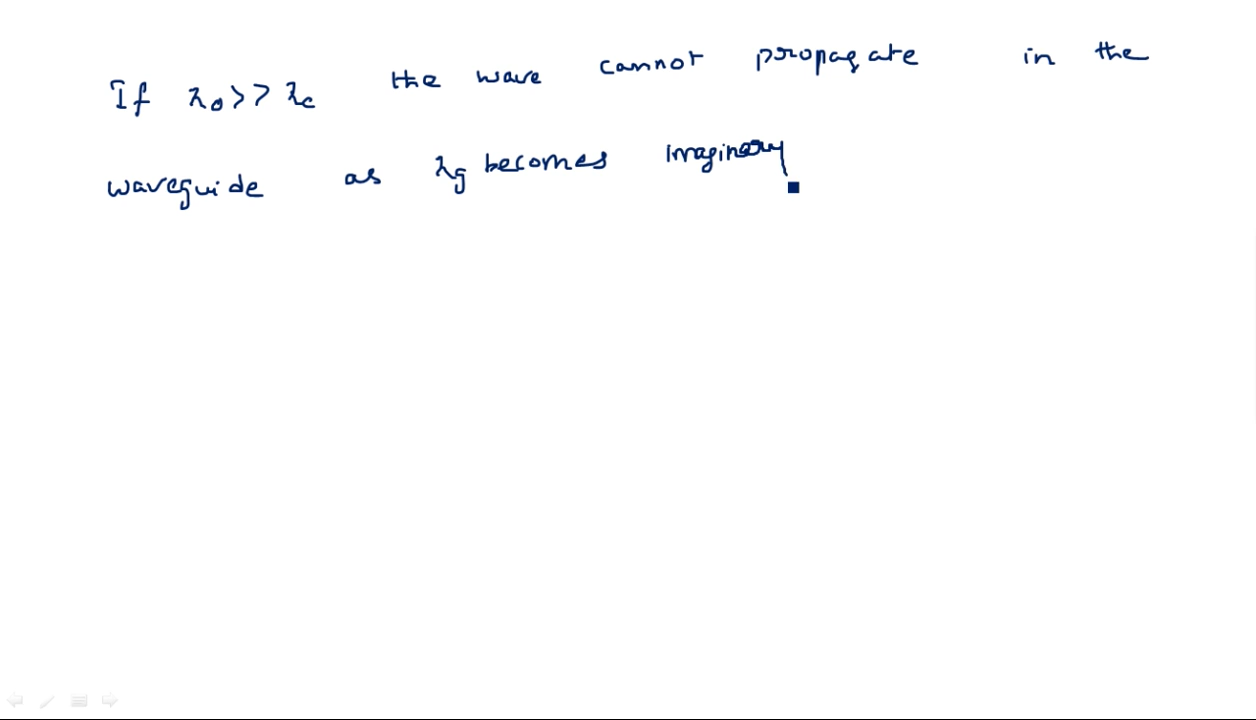 If λ₀>> λc the wave cannot propagate in the
waveguide as λg becomes imaginary